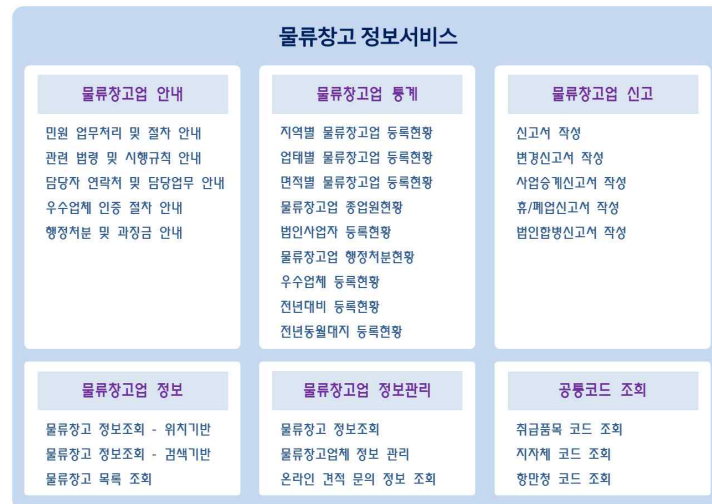 물류창고 정보서비스
물류창고업 안내
민원 업무처리 및 절차 안내
관련 법령 및 시행규칙 안내
담당자 연락처 및 담당업무 안내
우수업체 인증 절차 안내
행정처분 및 과징금 안내
물류창고업 통계
지역별 물류창고업 등록현황
업태별 물류창고업 등록현황
면적별 물류창고업 등록현황
물류창고업 종업원현황
법인사업자 등록현황
물류창고업 행정처분현황
우수업체 등록현황
전년대비 등록현황
전년동월대지 등록현황
물류창고업 신고
신고서 작성
변경신고서 작성
사업승계신고서 작성
휴/폐업신고서 작성
법인합병신고서 작성
물류창고업 정보
물류창고 정보조회 - 위치기반
물류창고 정보조회 - 검색기반
물류창고 목록 조회
물류창고업 정보관리
물류창고 정보조회
물류창고업체 정보 관리
온라인 견적 문의 정보 조회
공통코드 조회
취급품목 코드 조회
지자체 코드 조회
항만청 코드 조회